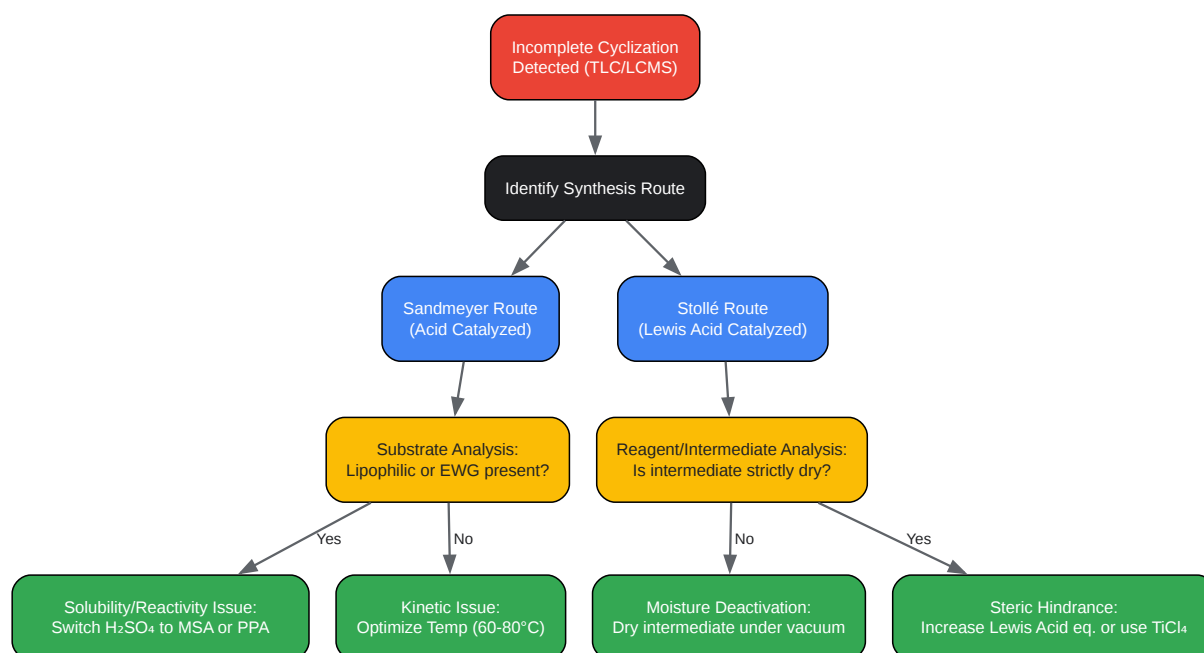 Incomplete Cyclization
Detected (TLC/LCMS)
Identify Synthesis Route
Sandmeyer Route
(Acid Catalyzed)
Stollé Route
(Lewis Acid Catalyzed)
Substrate Analysis:
Lipophilic or EWG present?
Reagent/Intermediate Analysis:
Is intermediate strictly dry?
Yes
No
No
Yes
Solubility/Reactivity Issue:
Switch H₂SO₄ to MSA or PPA
Kinetic Issue:
Optimize Temp (60-80°C)
Moisture Deactivation:
Dry intermediate under vacuum
Steric Hindrance:
Increase Lewis Acid eq. or use TiCl₄